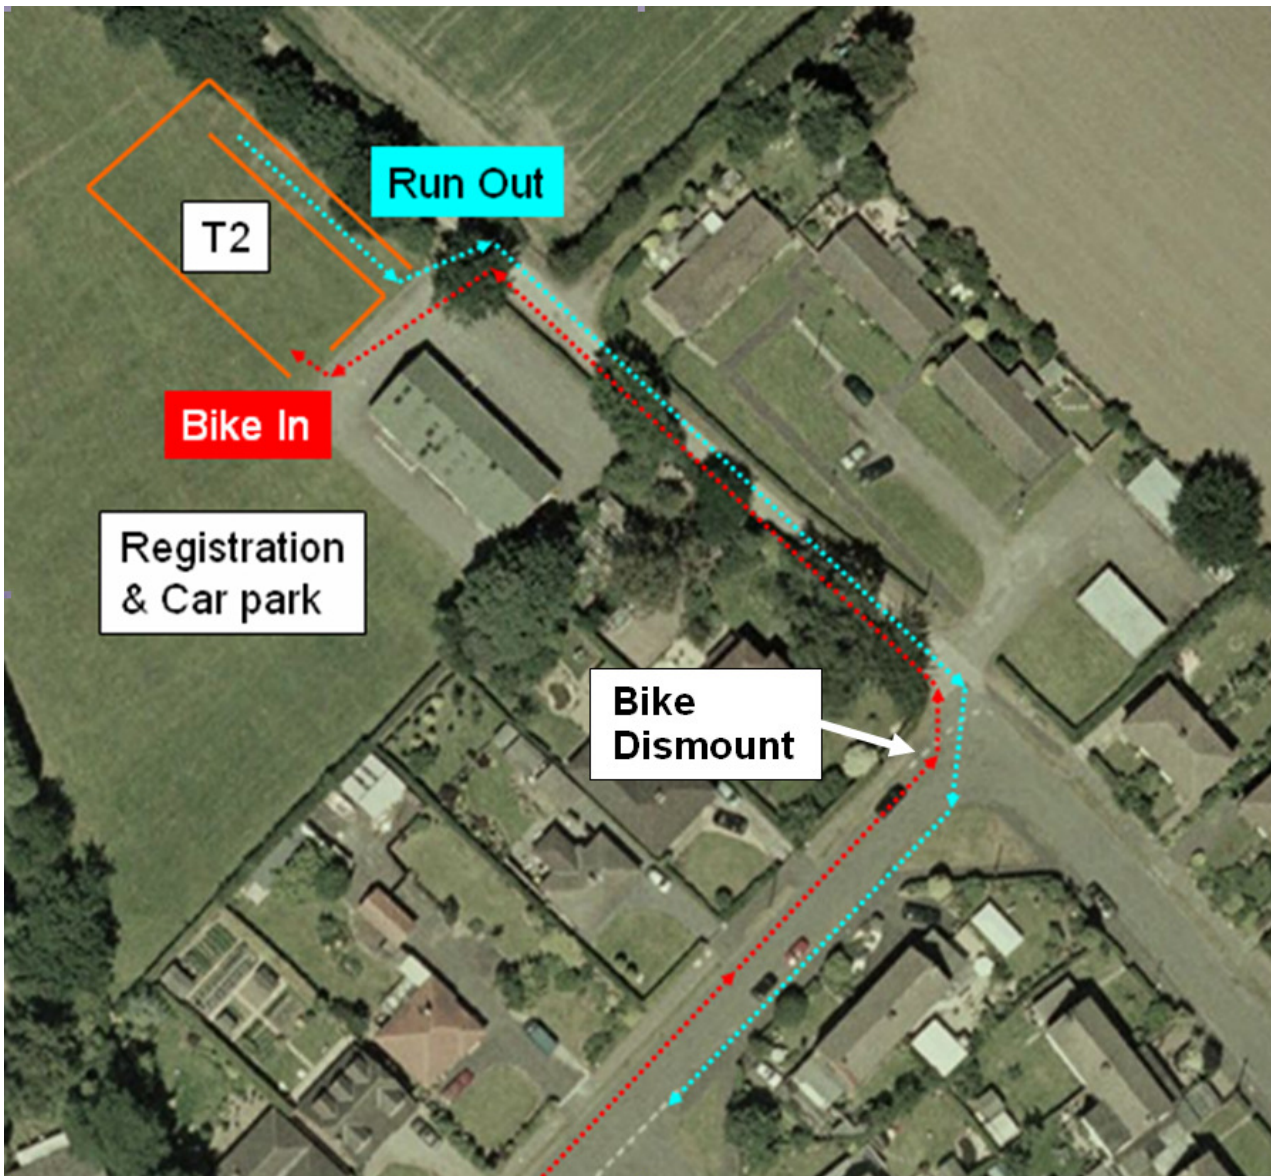 Run Out
T2
Bike In
Registration
& Car park
Bike
Dismount